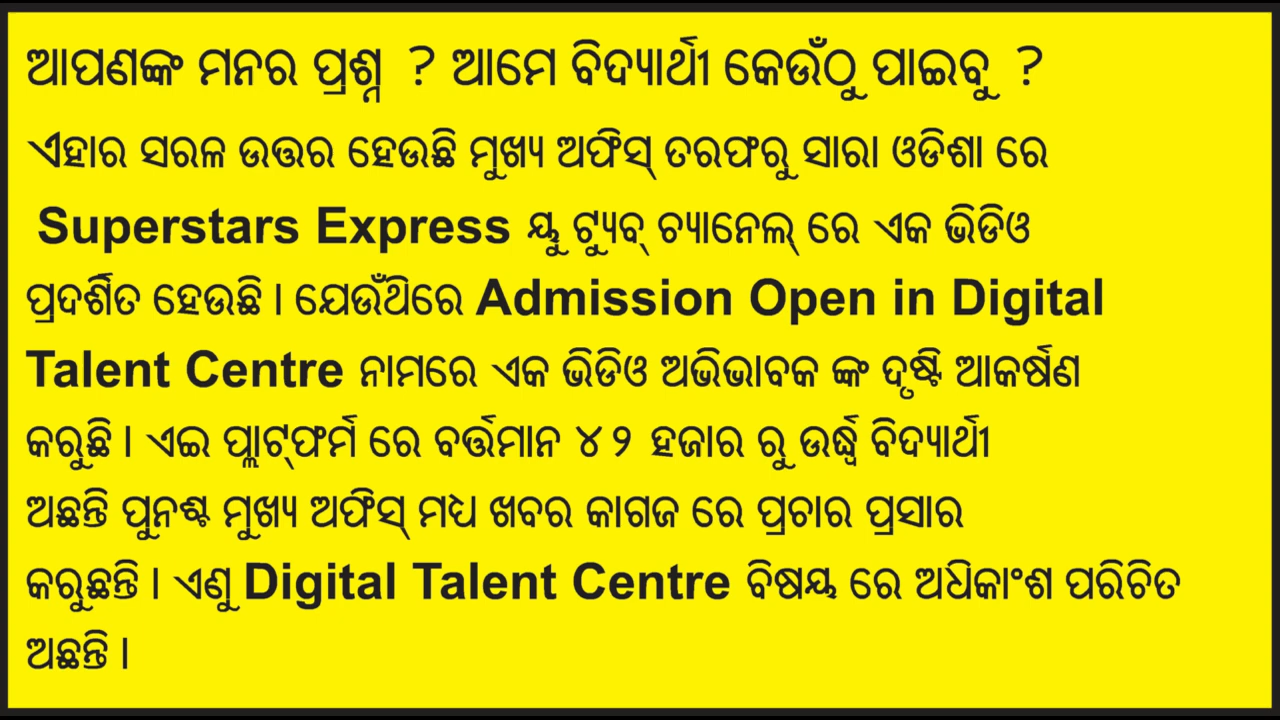 ଆପଣଙ୍କ ମନର ପ୍ରଶ୍ନ ? ଆମେ ବିଦ୍ୟାର୍ଥୀ କେଉଁଠୁ ପାଇବୁ ?
ଏହାର ସରଳ ଉତ୍ତର ହେଉଛି ମୁଖ୍ୟ ଅଫିସ୍ ତରଫରୁ ସାରା ଓଡିଶା ରେ
Superstars Express ୟୁ ଟ୍ୟୁବ୍ ଚ୍ୟାନେଲ୍ ରେ ଏକ ଭିଡିଓ
ପ୍ରଦର୍ଶିତ ହେଉଛି । ଯେଉଁଥିରେ Admission Open in Digital
Talent Centre ନାମରେ ଏକ ଭିଡିଓ ଅଭିଭାବକ ଙ୍କ ଦୃଷ୍ଟି ଆକର୍ଷଣ
କରୁଛି । ଏଇ ପ୍ଲାଟ୍‌ଫର୍ମ ରେ ବର୍ତ୍ତମାନ ୪୨ ହଜାର ରୁ ଉର୍ଦ୍ଧ୍ଵ ବିଦ୍ୟାର୍ଥୀ
ଅଛନ୍ତି ପୁନଶ୍ଚ ମୁଖ୍ୟ ଅଫିସ୍ ମଧ୍ୟ ଖବର କାଗଜ ରେ ପ୍ରଚାର ପ୍ରସାର
କରୁଛନ୍ତି । ଏଣୁ Digital Talent Centre ବିଷୟ ରେ ଅଧିକାଂଶ ପରିଚିତ
ଅଛନ୍ତି ।